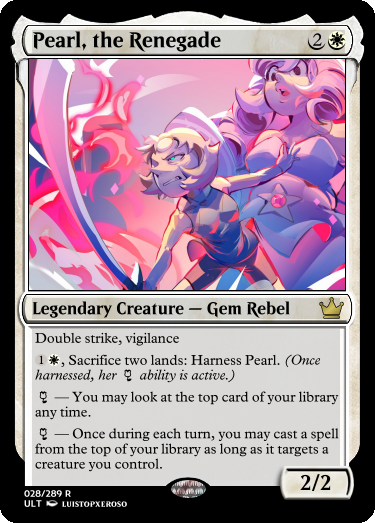 Pearl, the Renegade 2
Legendary Creature — Gem Rebel
Double strike, vigilance
1 , Sacrifice two lands: Harness Pearl. (Once
harnessed, her ability is active.)
— You may look at the top card of your library
any time.
— Once during each turn, you may cast a spell
from the top of your library as long as it targets a
creature you control.
2/2
028/289 R
ULT LUISTOPXEROSO